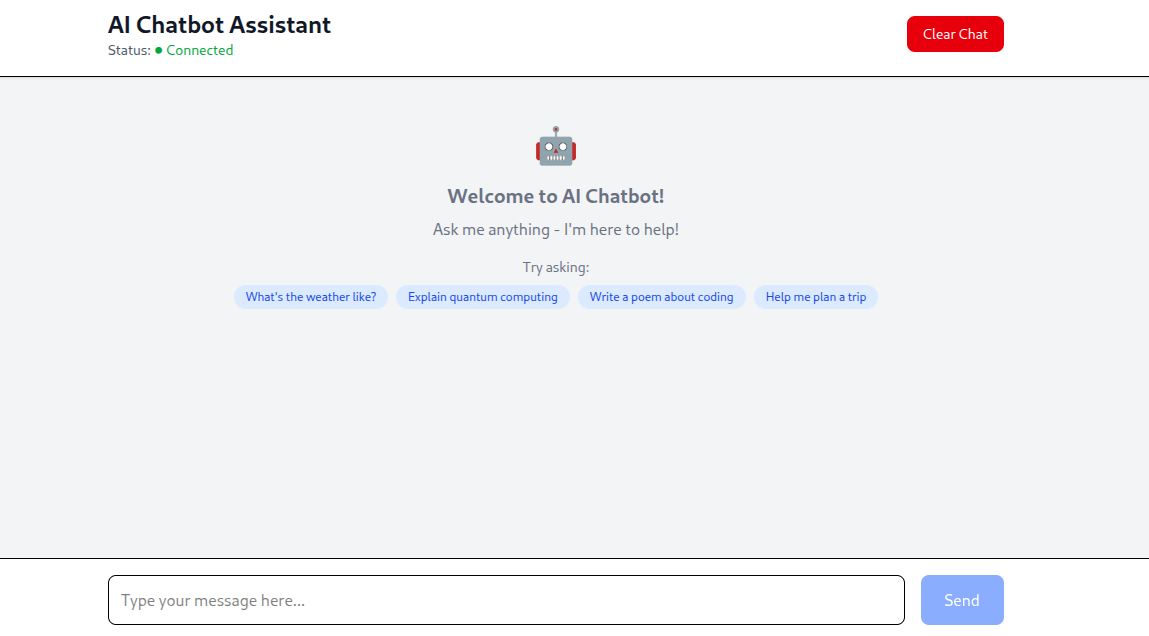 AI Chatbot Assistant
Status: ● Connected
Clear Chat
Welcome to AI Chatbot!
Ask me anything - I'm here to help!
Try asking:
What's the weather like? Explain quantum computing Write a poem about coding Help me plan a trip
Type your message here...
Send